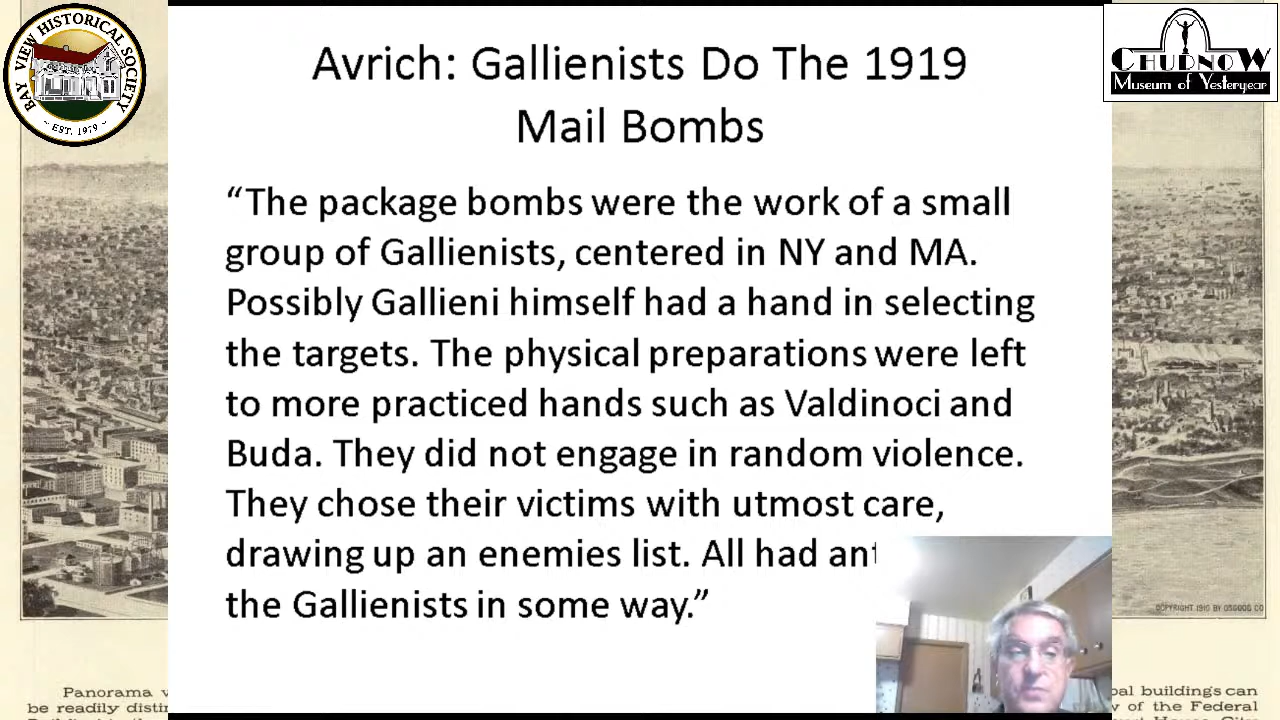 BAY VIEW HISTORICAL SOCIETY
~ EST. 1979 ~
CHUDNOW
Museum of Yesteryear
Avrich: Gallienists Do The 1919
Mail Bombs
“The package bombs were the work of a small
group of Gallienists, centered in NY and MA.
Possibly Gallieni himself had a hand in selecting
the targets. The physical preparations were left
to more practiced hands such as Valdinoci and
Buda. They did not engage in random violence.
They chose their victims with utmost care,
drawing up an enemies list. All had
the Gallienists in some way.”
COPYRIGHT 1915 BY OSGOOD CO
Panorama
be readily
buildings can
of the Federal